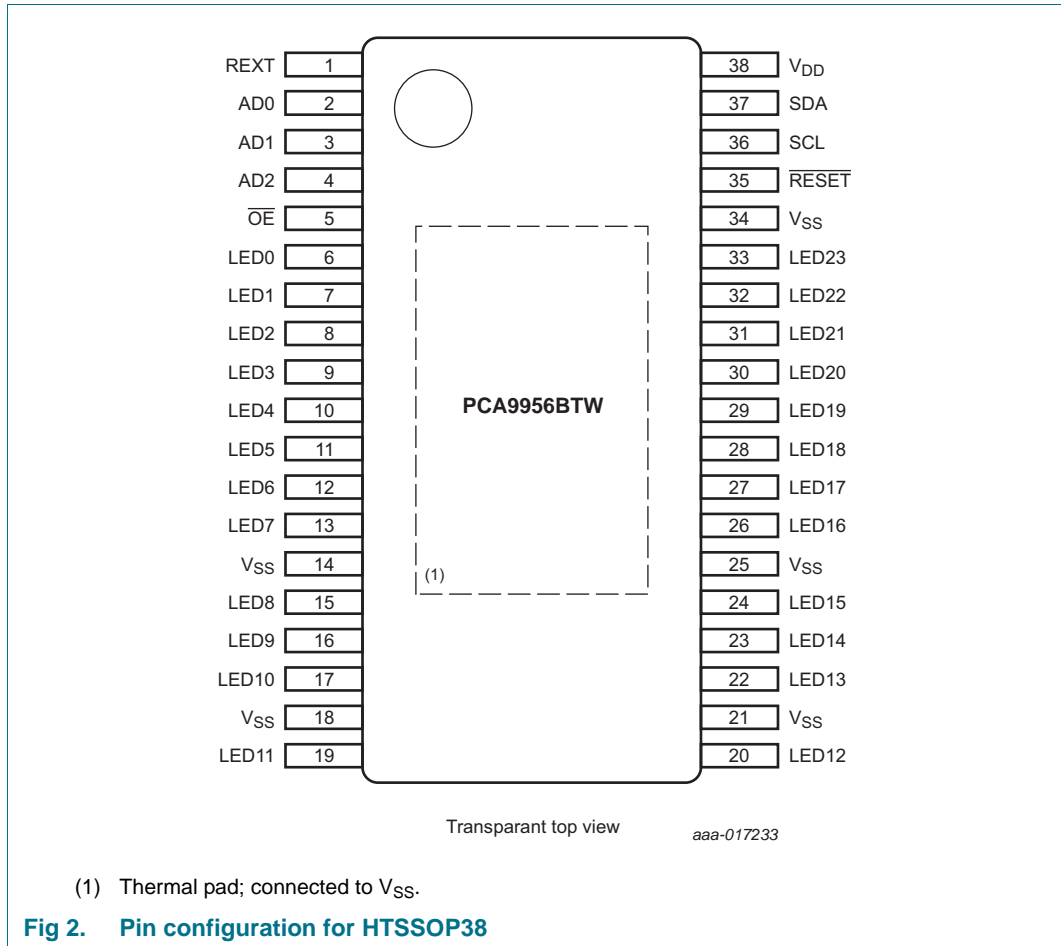 REXT 1 38 VDD
AD0 2 37 SDA
AD1 3 36 SCL
AD2 4 35 RESET
OE 5 34 VSS
LED0 6 33 LED23
LED1 7 32 LED22
LED2 8 31 LED21
LED3 9 30 LED20
LED4 10 PCA9956BTW 29 LED19
LED5 11 28 LED18
LED6 12 27 LED17
LED7 13 26 LED16
VSS 14 (1) 25 VSS
LED8 15 24 LED15
LED9 16 23 LED14
LED10 17 22 LED13
VSS 18 21 VSS
LED11 19 20 LED12
Transparant top view aaa-017233
(1) Thermal pad; connected to VSS.
Fig 2. Pin configuration for HTSSOP38